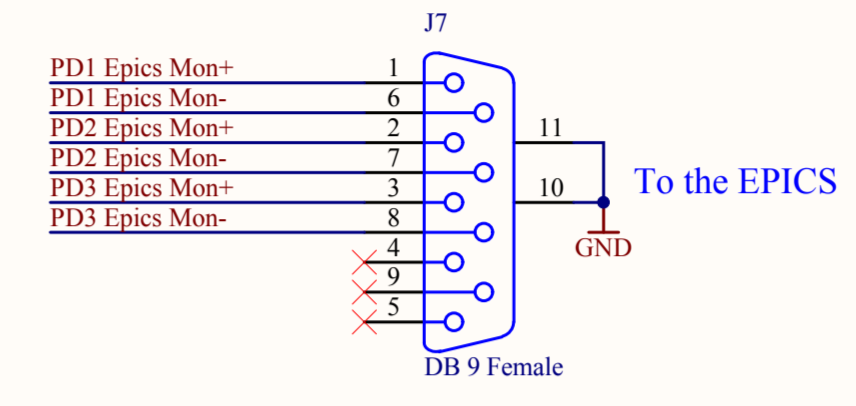 J7
PD1 Epics Mon+ 1
PD1 Epics Mon- 6
PD2 Epics Mon+ 2 11
PD2 Epics Mon- 7
PD3 Epics Mon+ 3 10 To the EPICS
PD3 Epics Mon- 8
4 GND
9
5
DB 9 Female